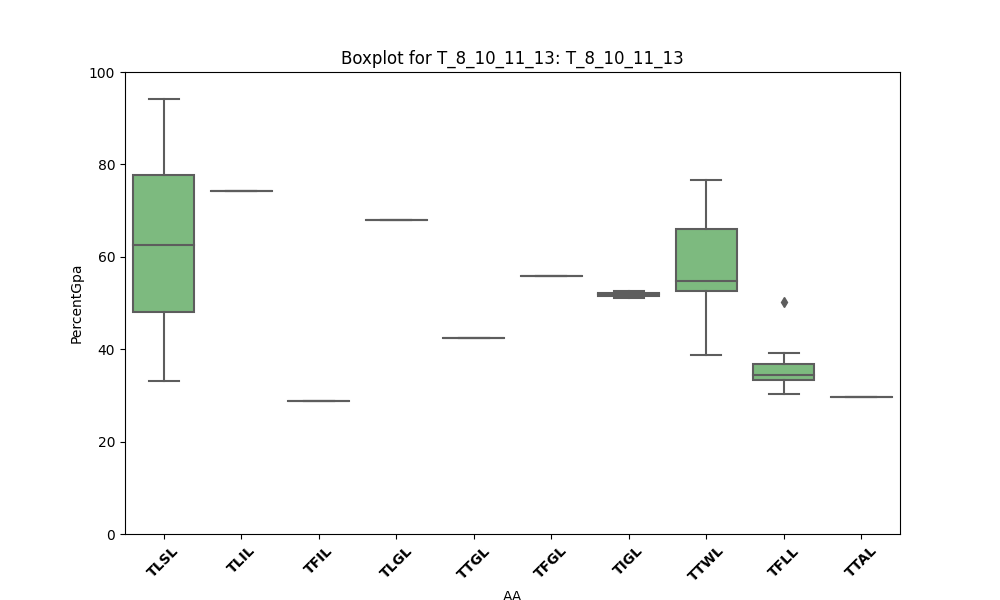 Boxplot for T_8_10_11_13: T_8_10_11_13
100
80
60
40
20
0
PercentGpa
TLSL
TLIL
TFIL
TLGL
TTGL
TFGL
TIGL
TTWL
TFLL
TTAL
AA